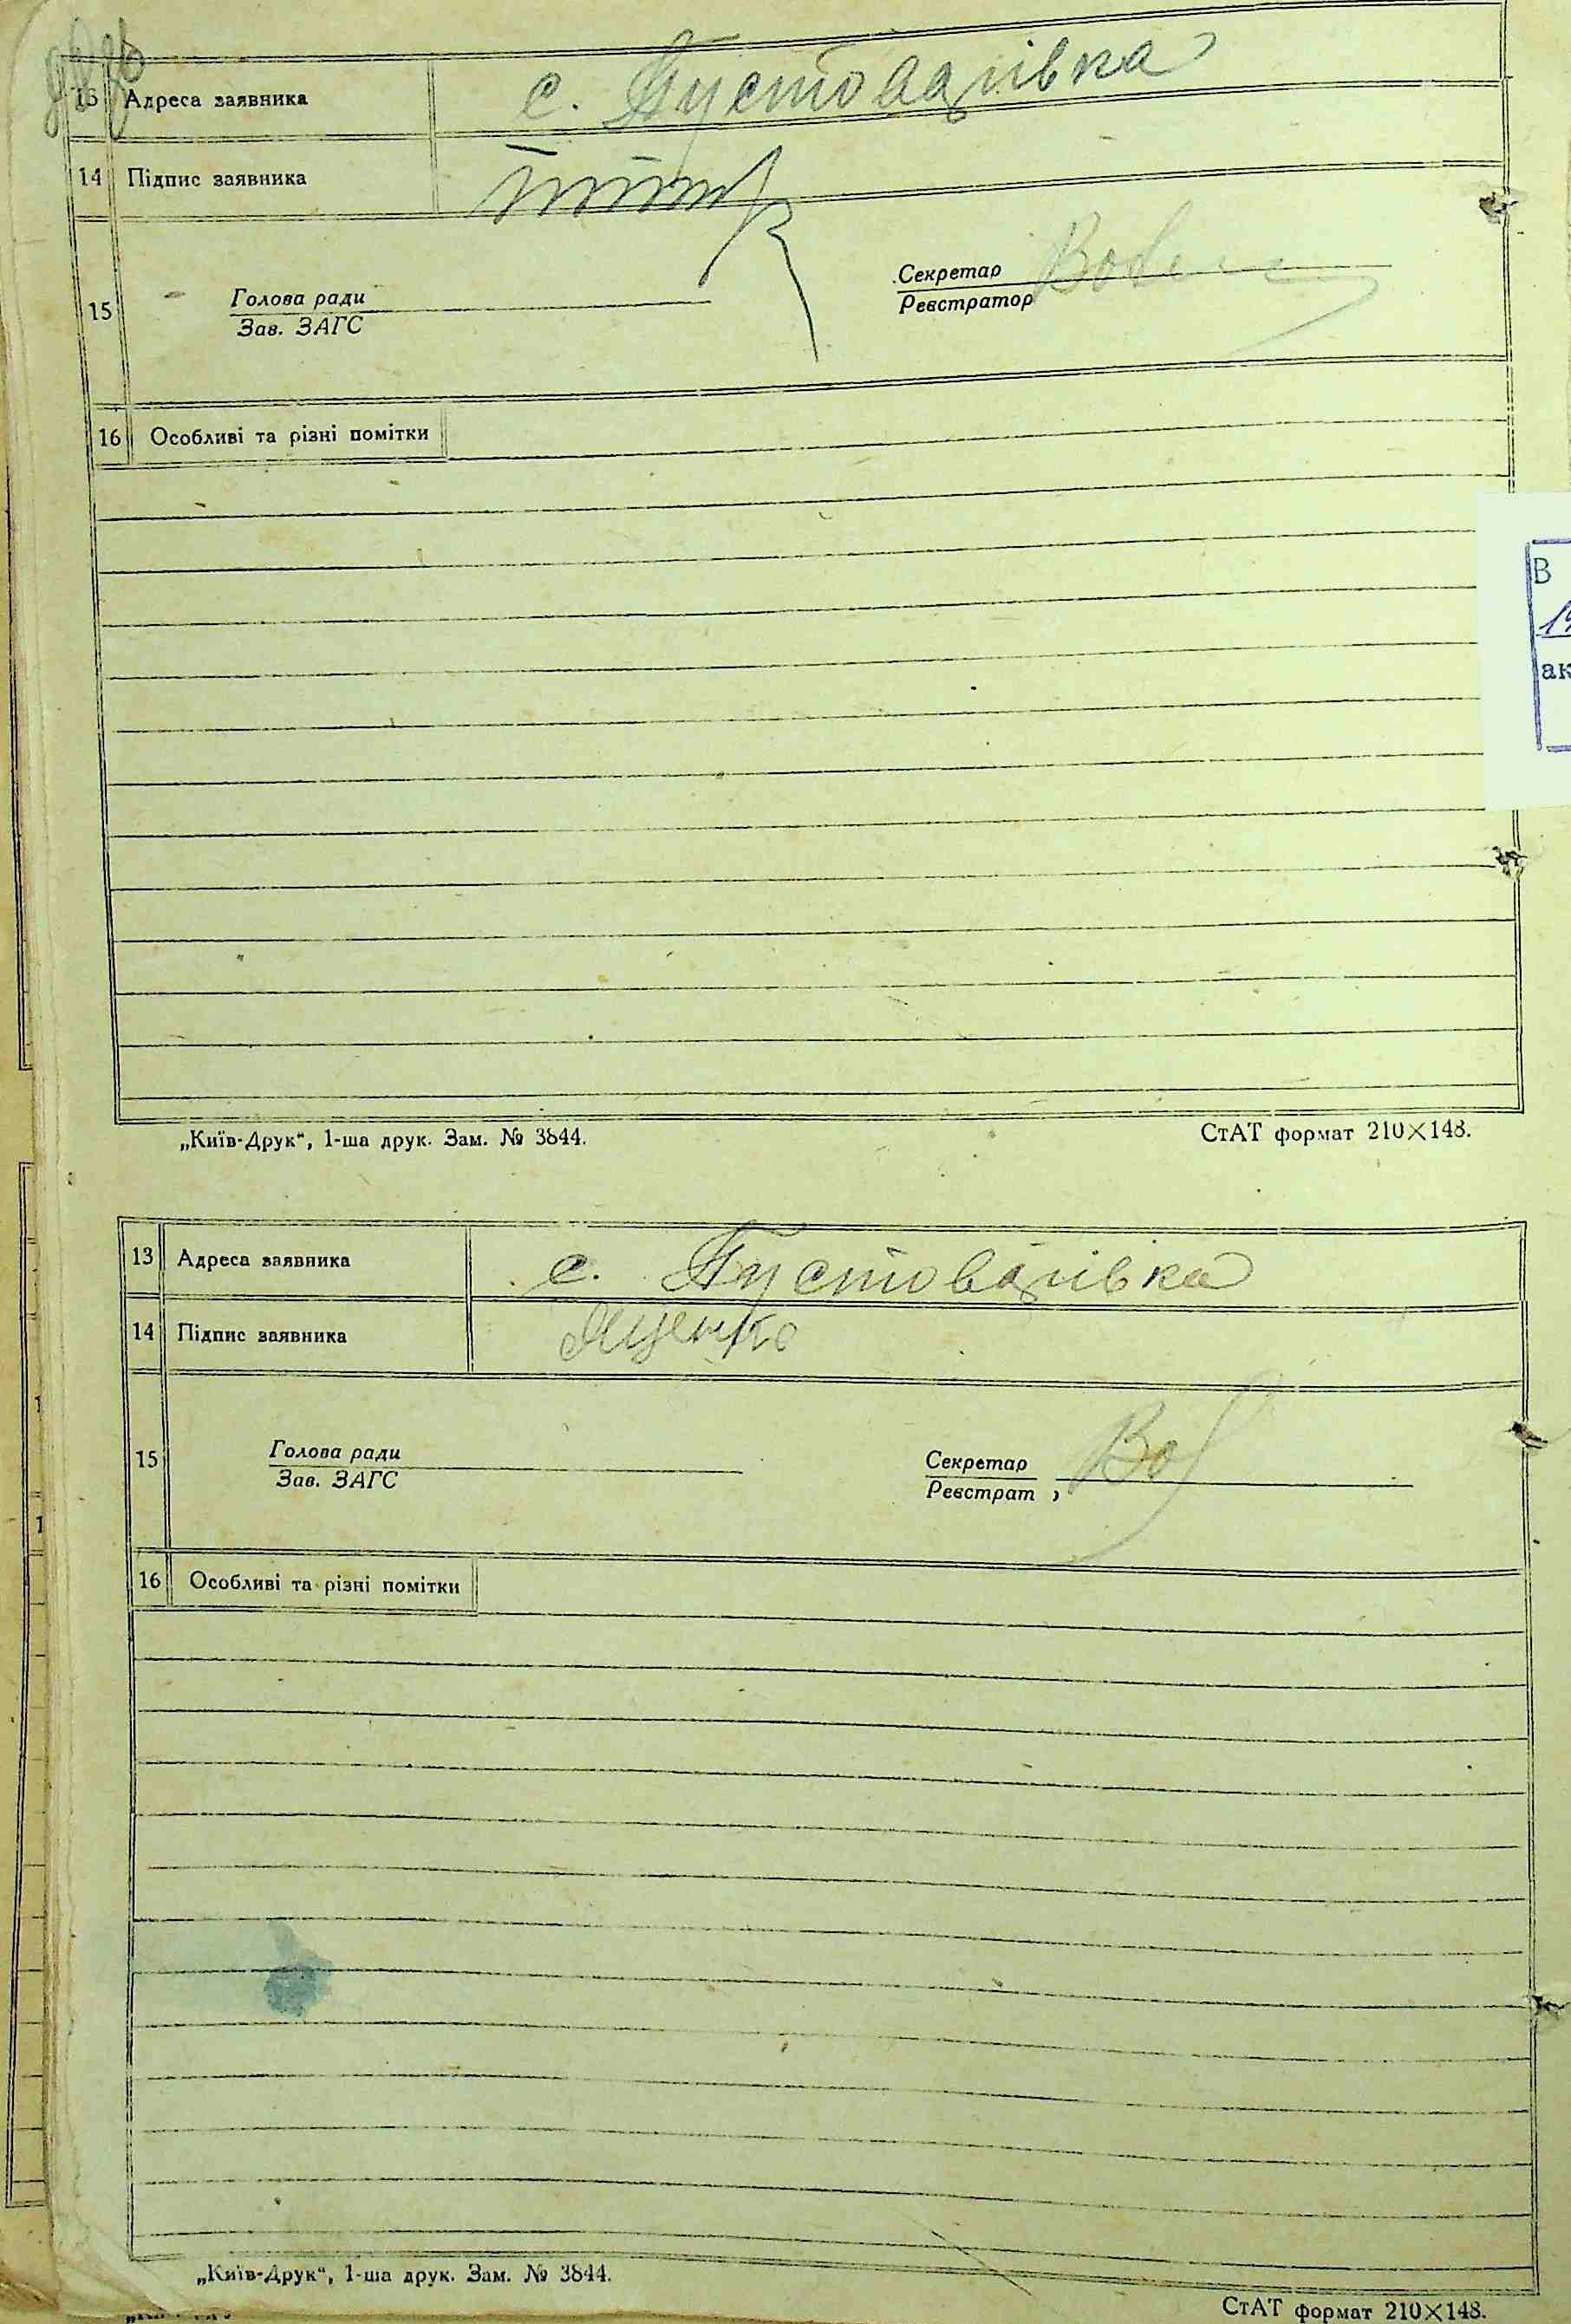 13 Адреса заявника с. Пустоварівка
14 Підпис заявника
15 Голова ради Секретар
Зав. ЗАГС Реєстратор
16 Особливі та різні помітки
В
ак
„Київ-Друк“, 1-ша друк. Зам. № 3844. СтАТ формат 210×148.
13 Адреса заявника с. Пустоварівка
14 Підпис заявника Яценко
15 Голова ради Секретар
Зав. ЗАГС Реєстрат
16 Особливі та різні помітки
„Київ-Друк“, 1-ша друк. Зам. № 3844.
СтАТ формат 210×148.